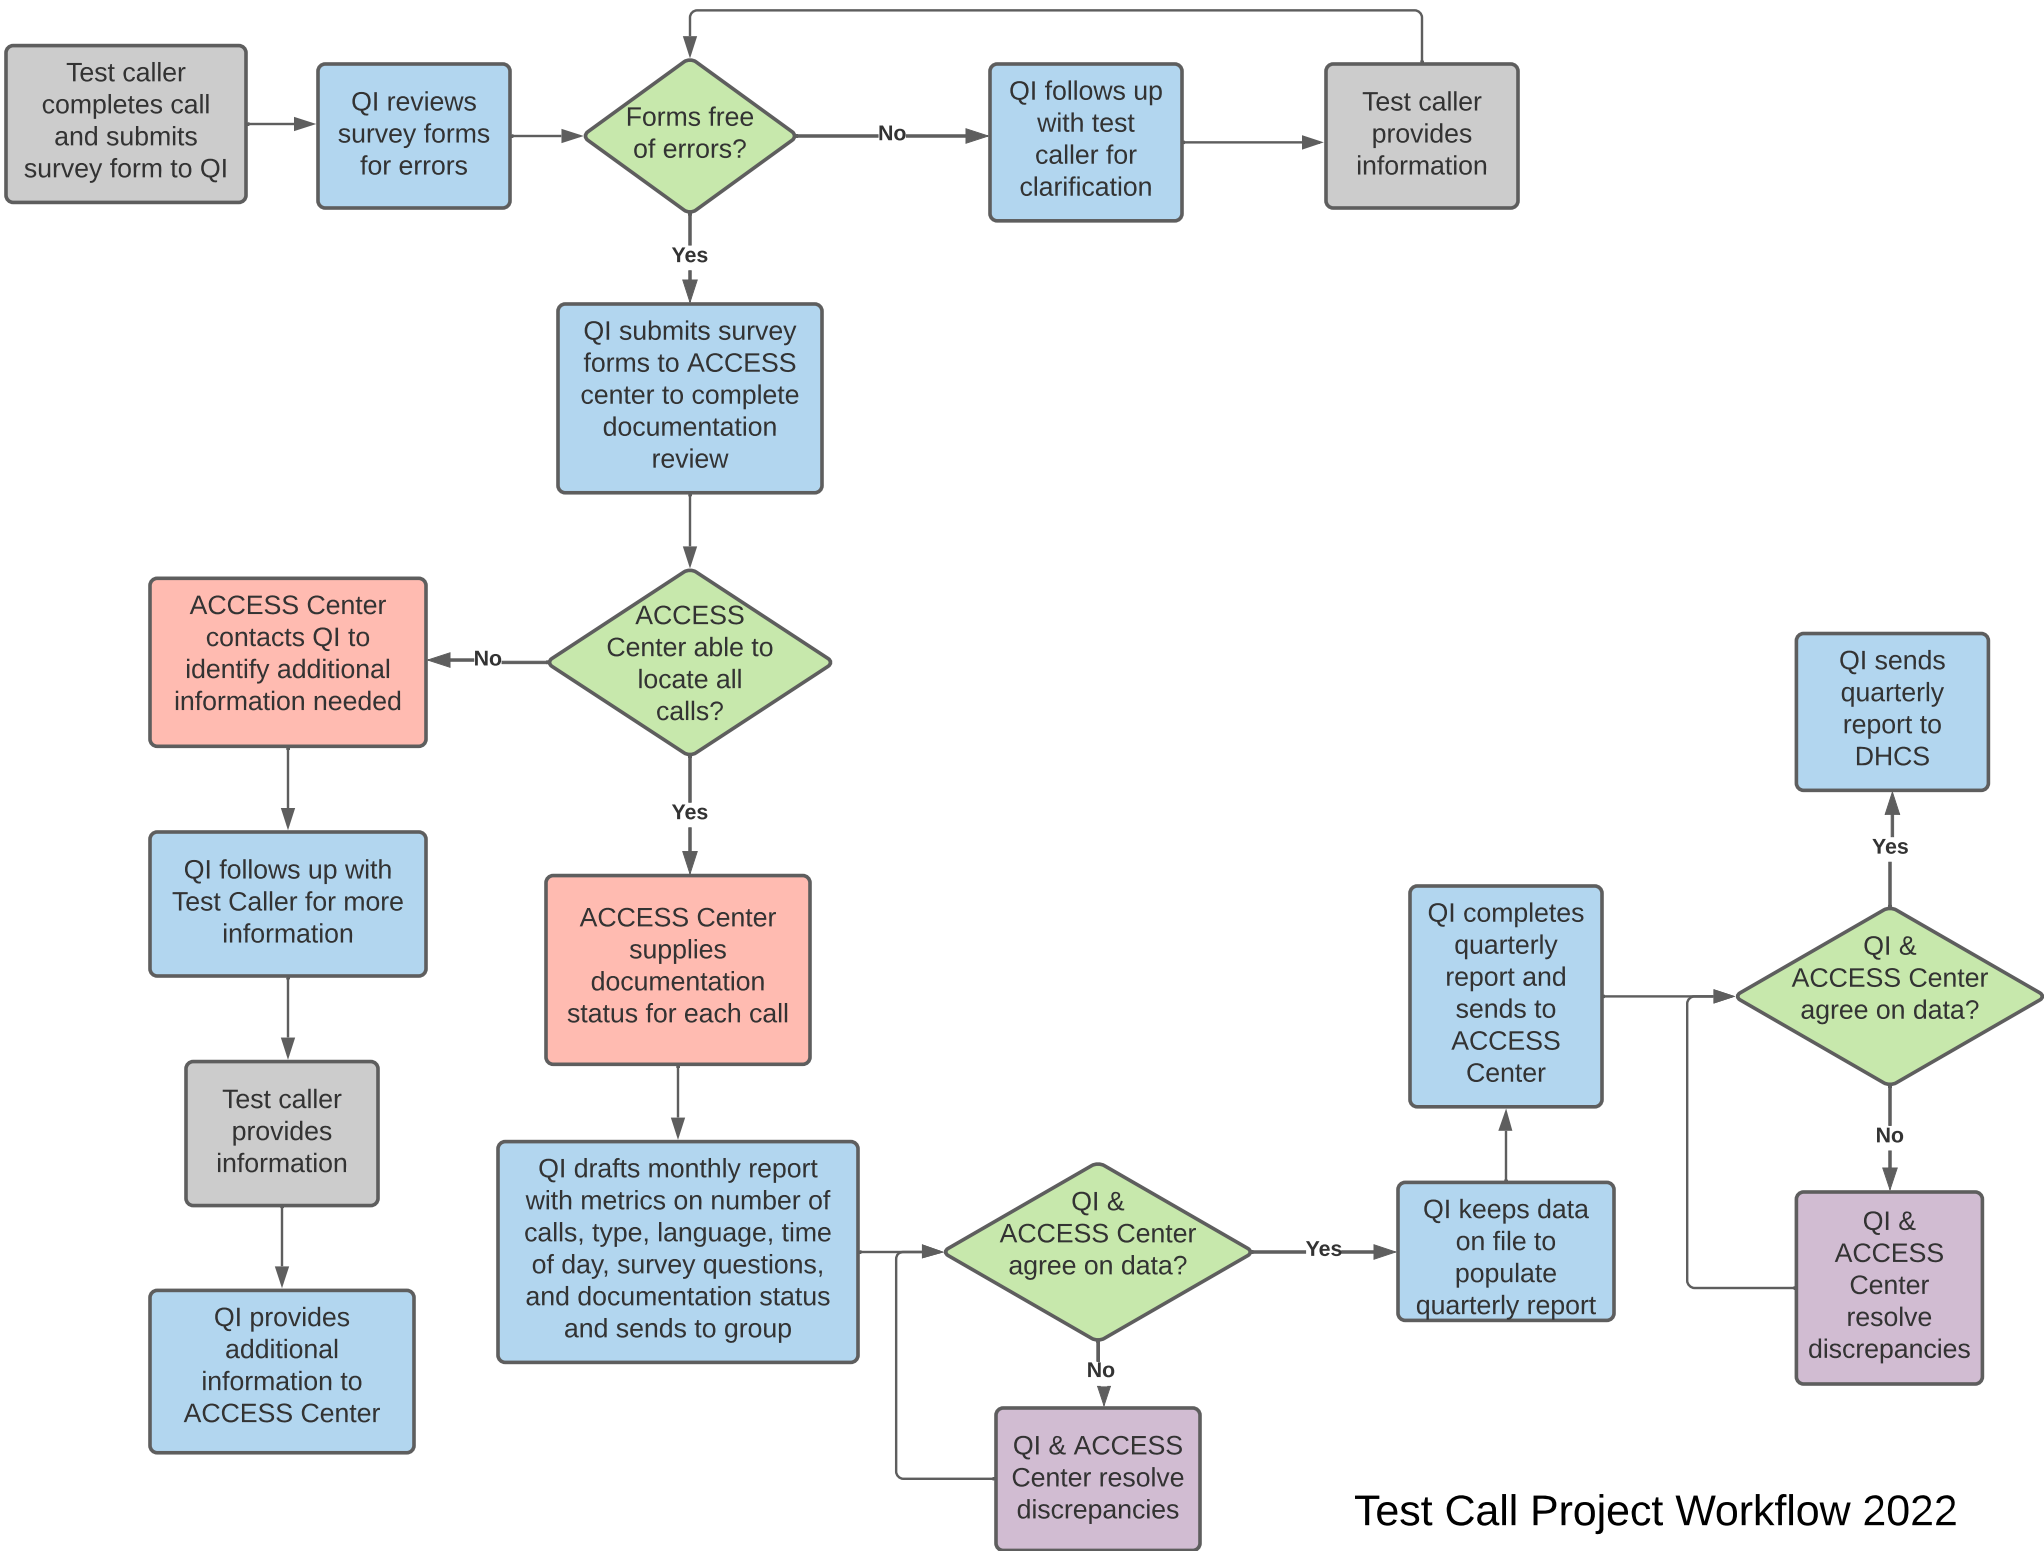 Test caller
completes call
and submits
survey form to QI
QI reviews
survey forms
for errors
Forms free
of errors?
No
QI follows up
with test
caller for
clarification
Test caller
provides
information
Yes
QI submits survey
forms to ACCESS
center to complete
documentation
review
ACCESS
Center able to
locate all
calls?
No
ACCESS Center
contacts QI to
identify additional
information needed
QI follows up with
Test Caller for more
information
Test caller
provides
information
QI provides
additional
information to
ACCESS Center
Yes
ACCESS Center
supplies
documentation
status for each call
QI drafts monthly report
with metrics on number of
calls, type, language, time
of day, survey questions,
and documentation status
and sends to group
QI &
ACCESS Center
agree on data?
No
QI & ACCESS
Center resolve
discrepancies
Yes
QI keeps data
on file to
populate
quarterly report
QI completes
quarterly
report and
sends to
ACCESS
Center
QI &
ACCESS Center
agree on data?
Yes
QI sends
quarterly
report to
DHCS
No
QI &
ACCESS
Center
resolve
discrepancies
Test Call Project Workflow 2022